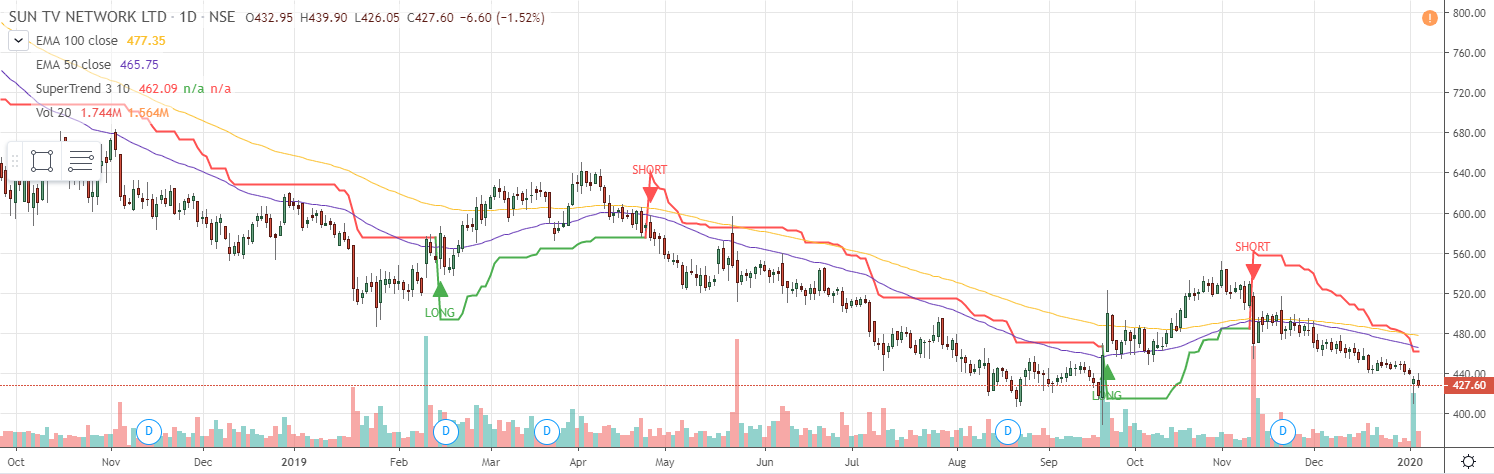 SUN TV NETWORK LTD · 1D · NSE O432.95 H439.90 L426.05 C427.60 −6.60 (−1.52%)
EMA 100 close 477.35
EMA 50 close 465.75
SuperTrend 3 10 462.09 n/a n/a
Vol 20 1.744M 1.564M
!
800.00
760.00
720.00
680.00
640.00
600.00
560.00
520.00
480.00
440.00
427.60
400.00
SHORT
SHORT
LONG
LONG
D D D D D
Oct Nov Dec 2019 Feb Mar Apr May Jun Jul Aug Sep Oct Nov Dec 2020